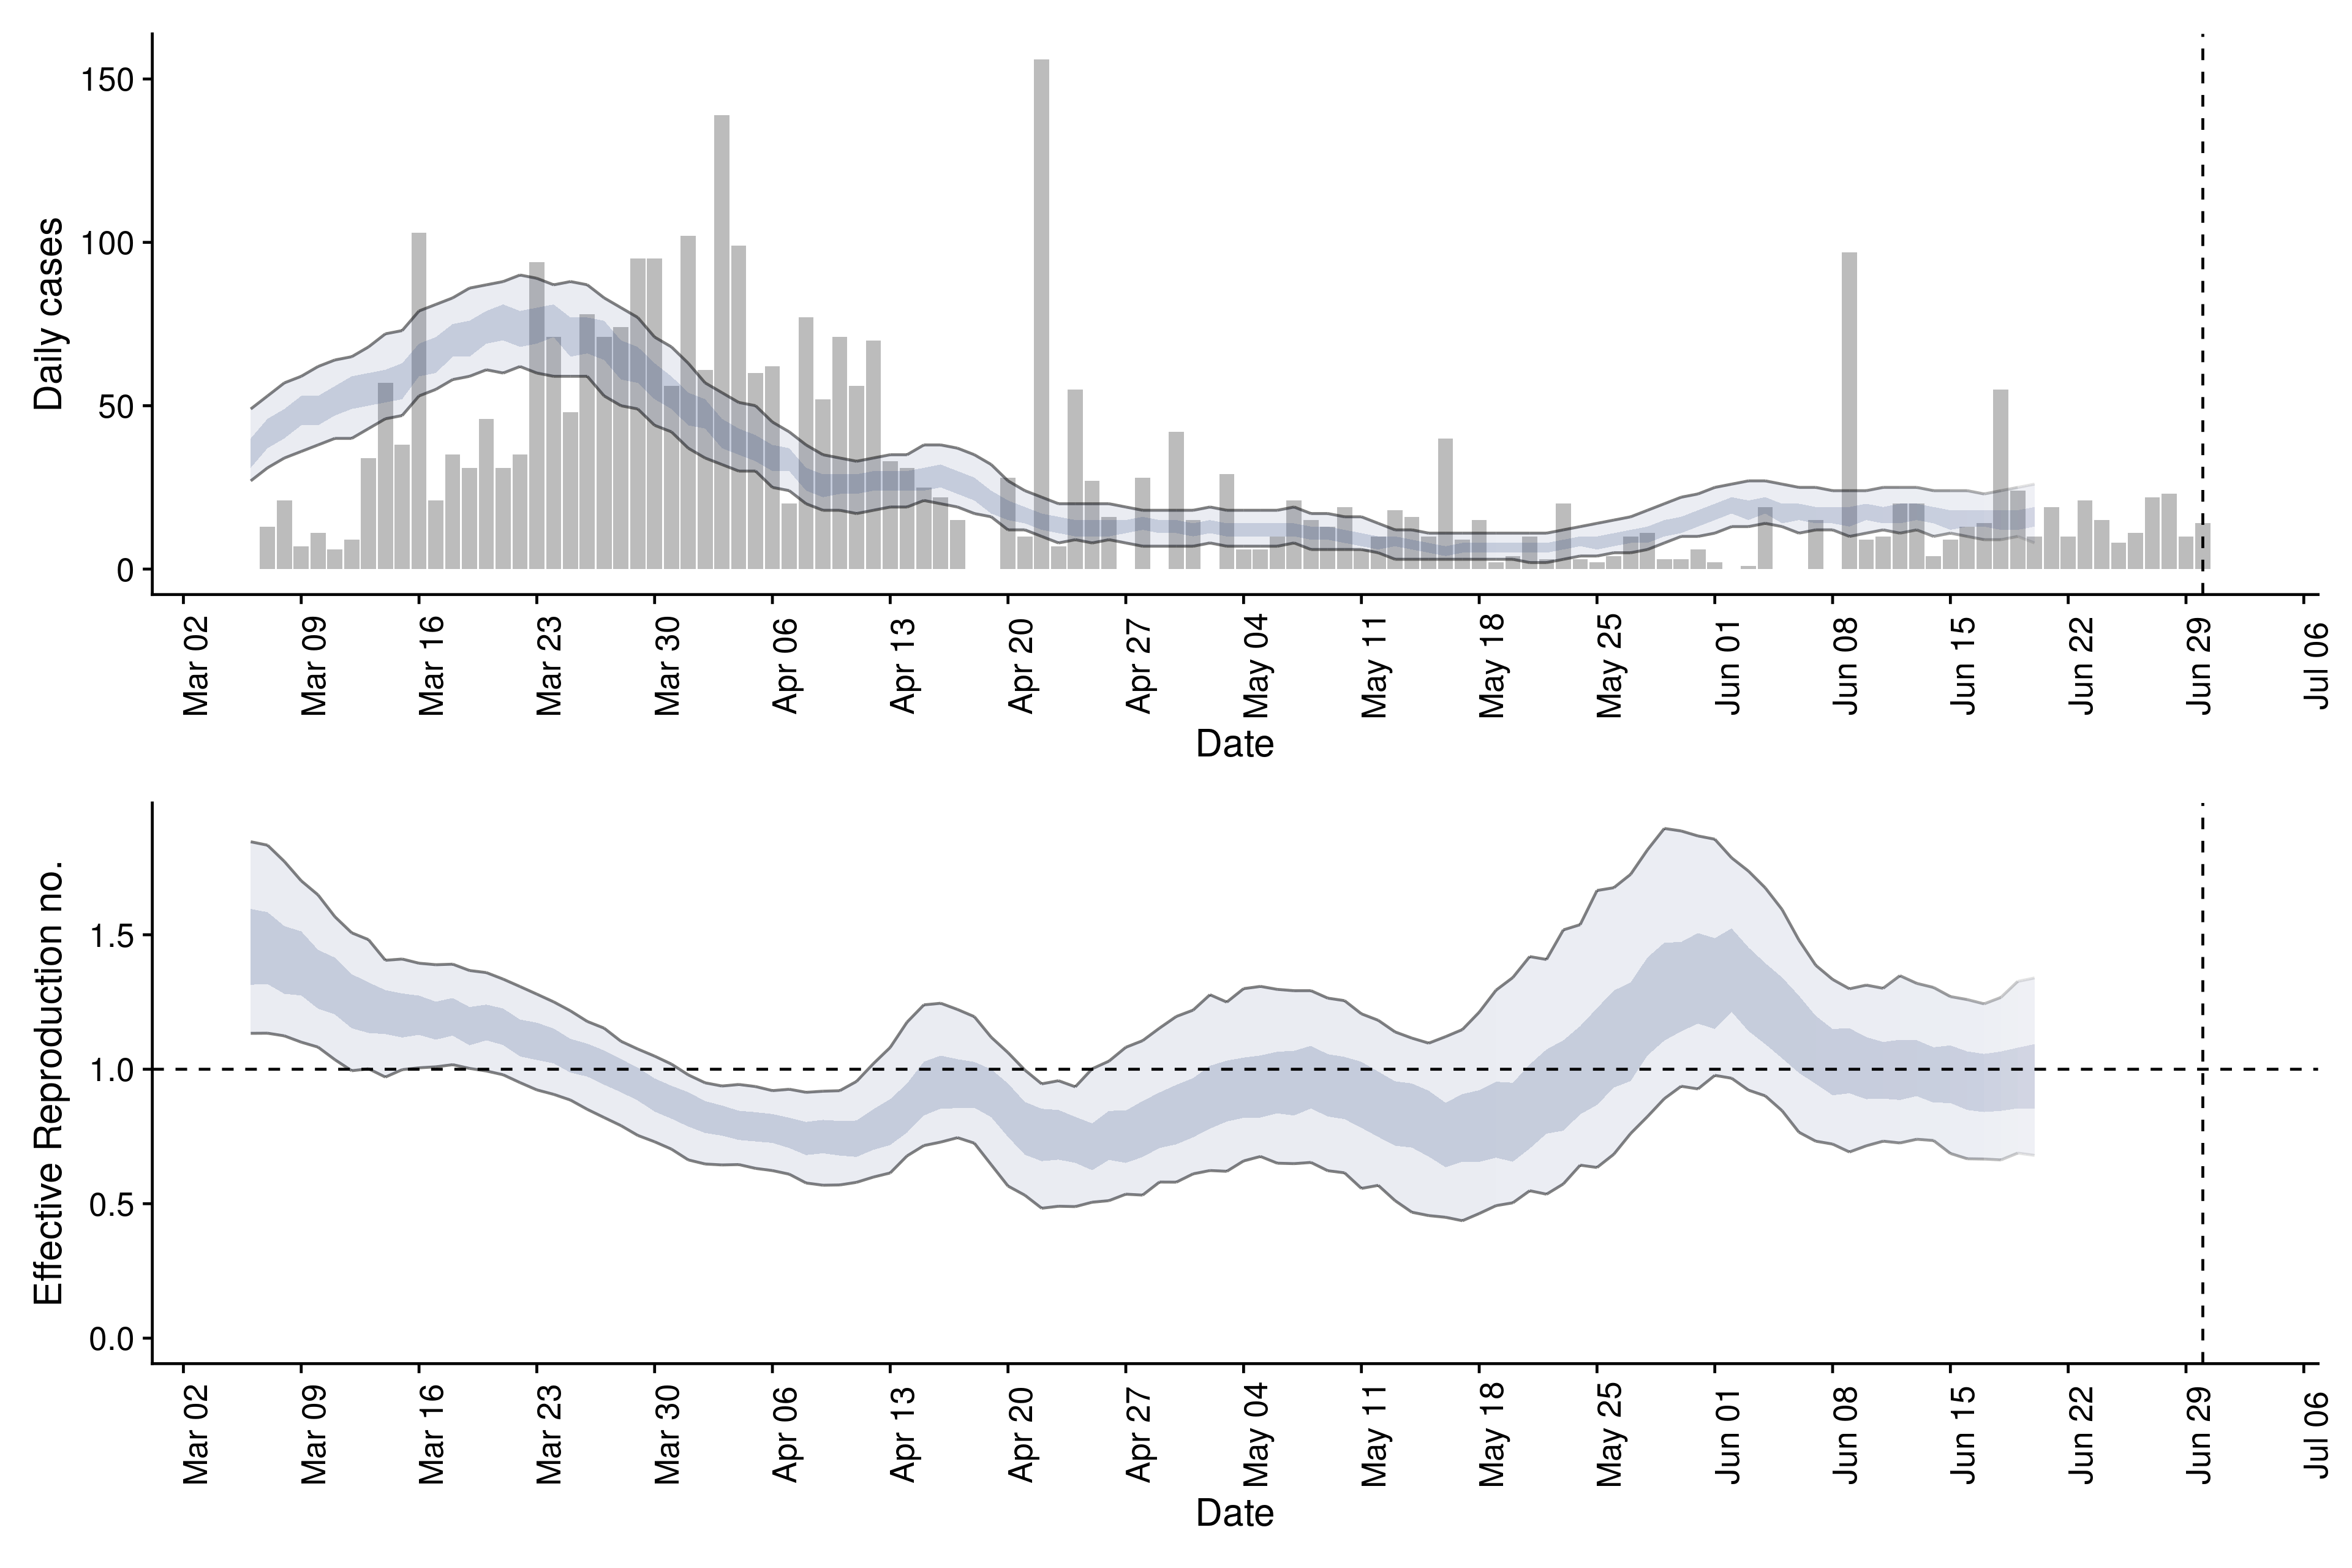 Daily cases
150
100
50
0
Mar 02
Mar 09
Mar 16
Mar 23
Mar 30
Apr 06
Apr 13
Apr 20
Apr 27
May 04
May 11
May 18
May 25
Jun 01
Jun 08
Jun 15
Jun 22
Jun 29
Jul 06
Date
Effective Reproduction no.
1.5
1.0
0.5
0.0
Mar 02
Mar 09
Mar 16
Mar 23
Mar 30
Apr 06
Apr 13
Apr 20
Apr 27
May 04
May 11
May 18
May 25
Jun 01
Jun 08
Jun 15
Jun 22
Jun 29
Jul 06
Date